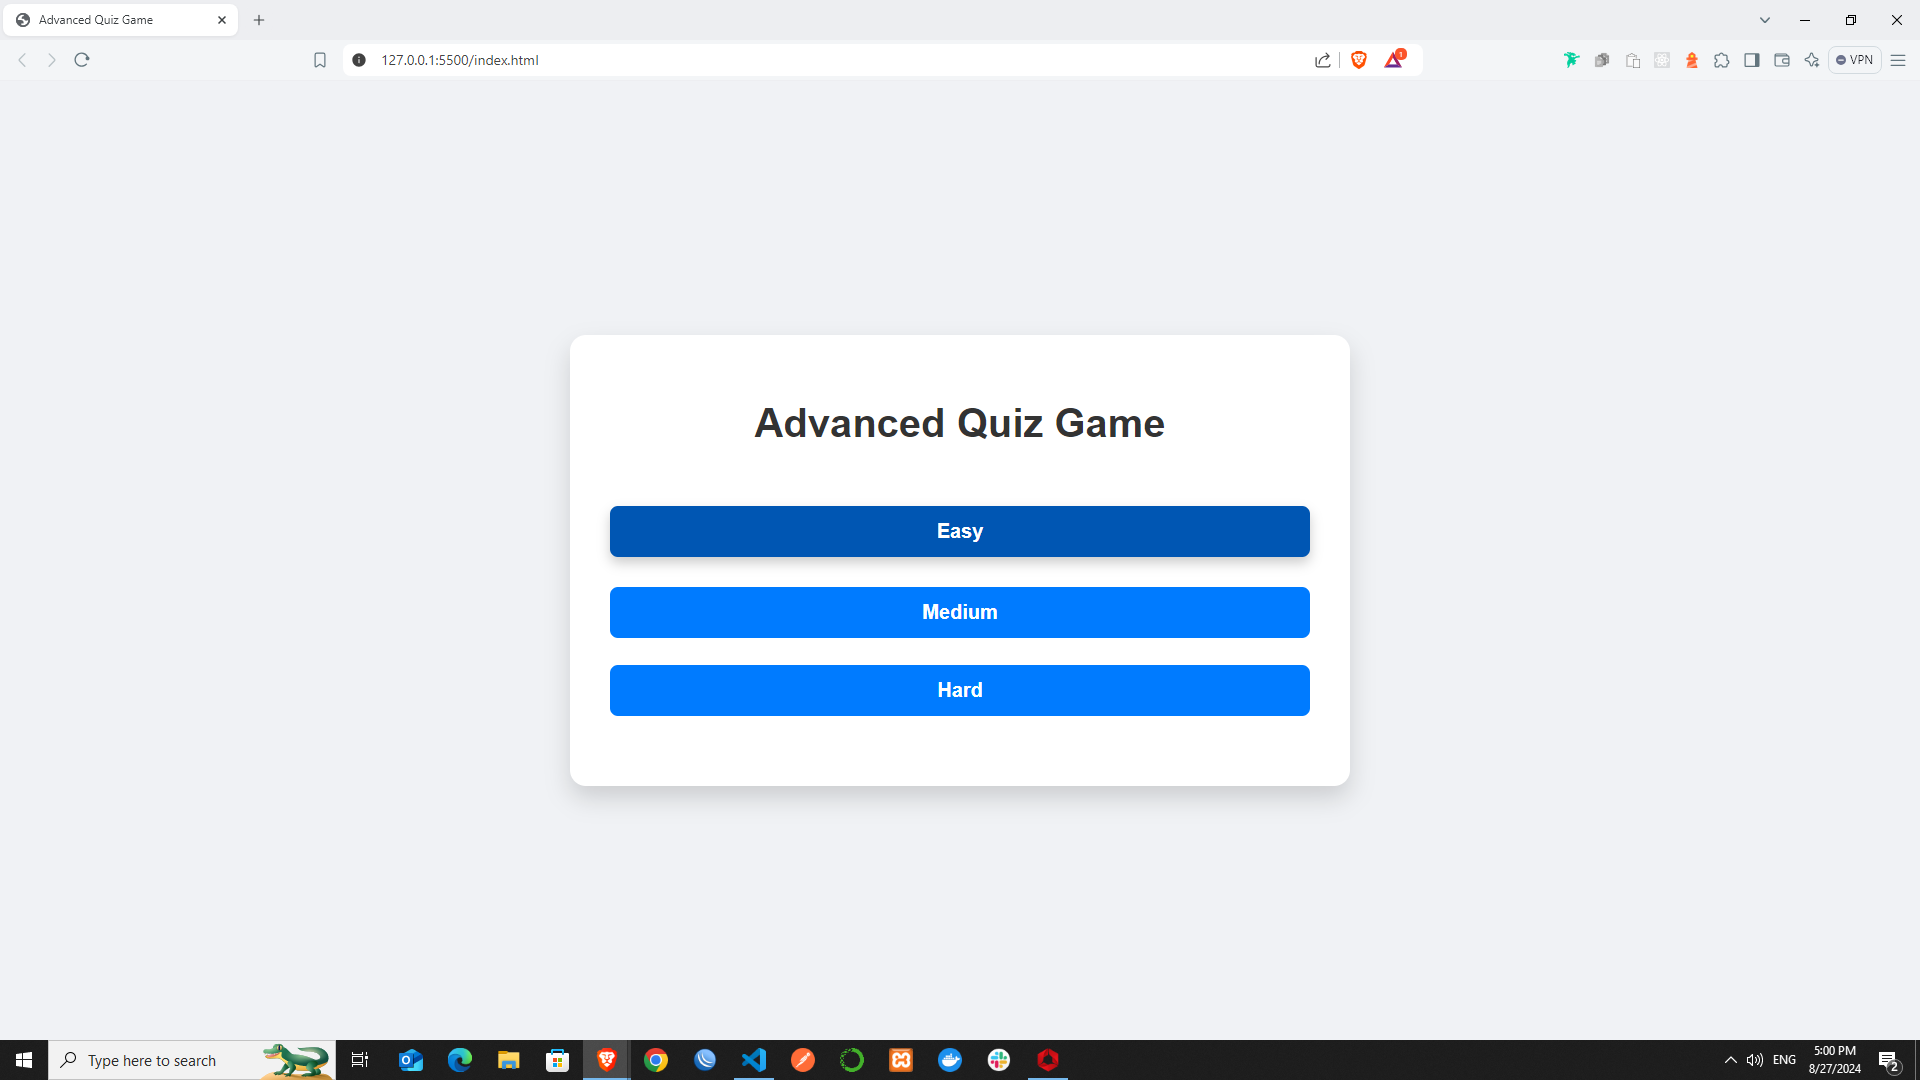 Advanced Quiz Game
127.0.0.1:5500/index.html
1
VPN
Advanced Quiz Game
Easy
Medium
Hard
Type here to search
ENG
5:00 PM
8/27/2024
2